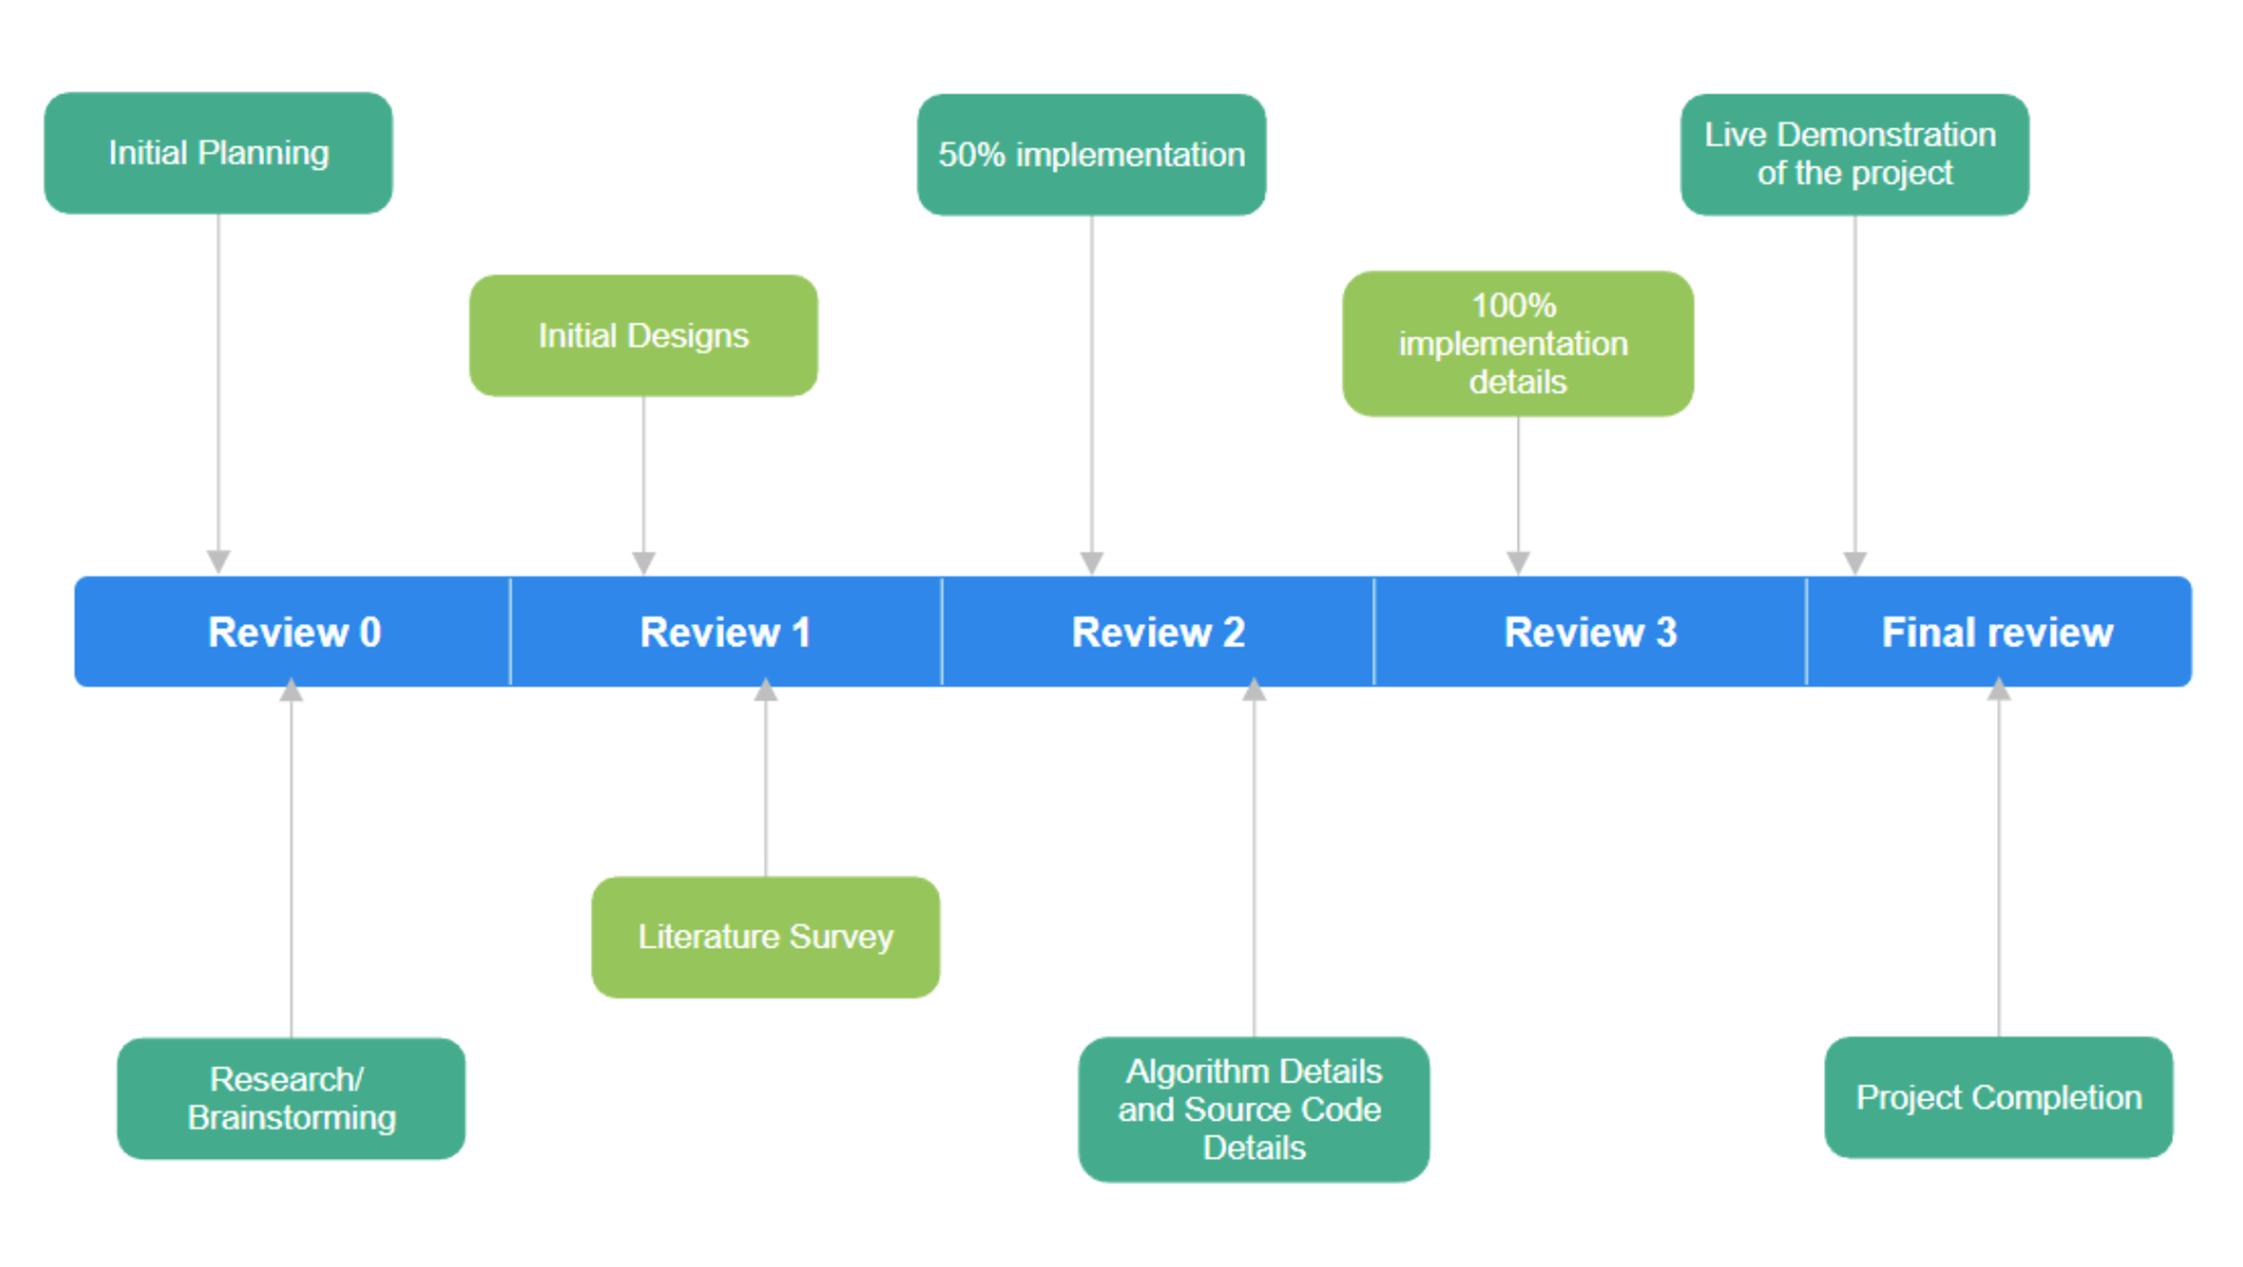 Initial Planning
50% implementation
Live Demonstration
of the project
Initial Designs
100%
implementation
details
Review 0
Review 1
Review 2
Review 3
Final review
Literature Survey
Research/
Brainstorming
Algorithm Details
and Source Code
Details
Project Completion